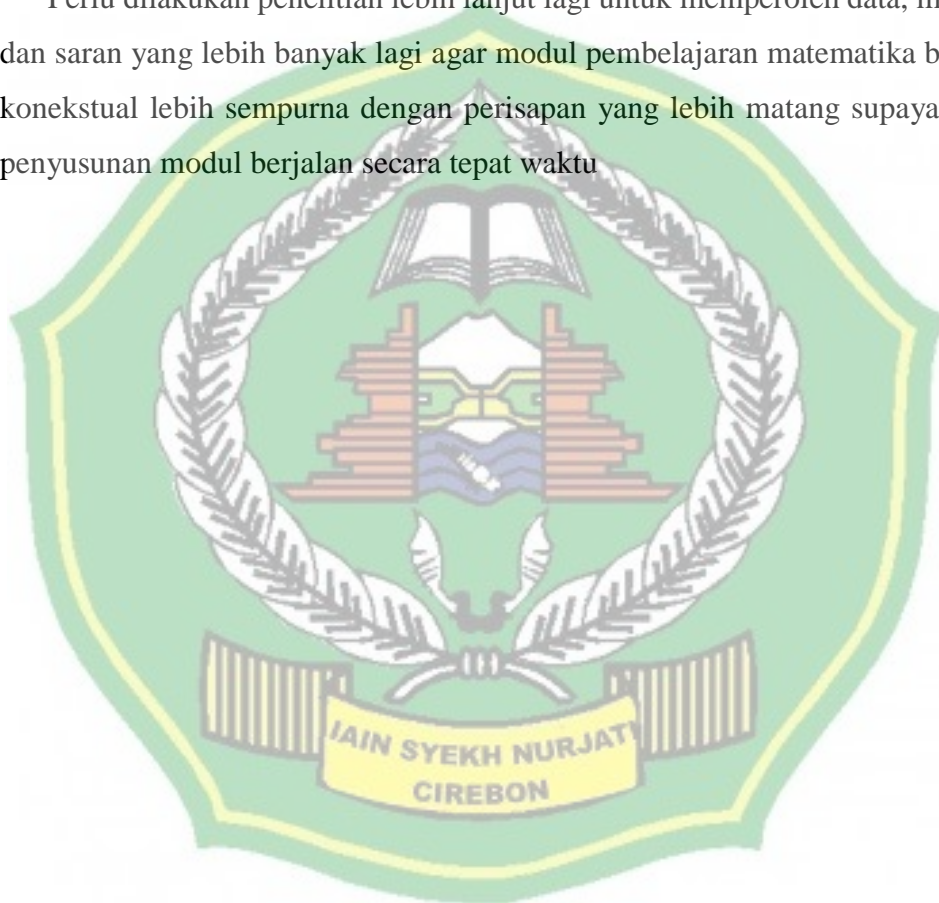 Perlu dilakukan penelitian lebih lanjut lagi untuk memperoleh data,
dan saran yang lebih banyak lagi agar modul pembelajaran matematika
konekstual lebih sempurna dengan perisapan yang lebih matang supaya
penyusunan modul berjalan secara tepat waktu
IAIN SYEKH NURJATI
CIREBON